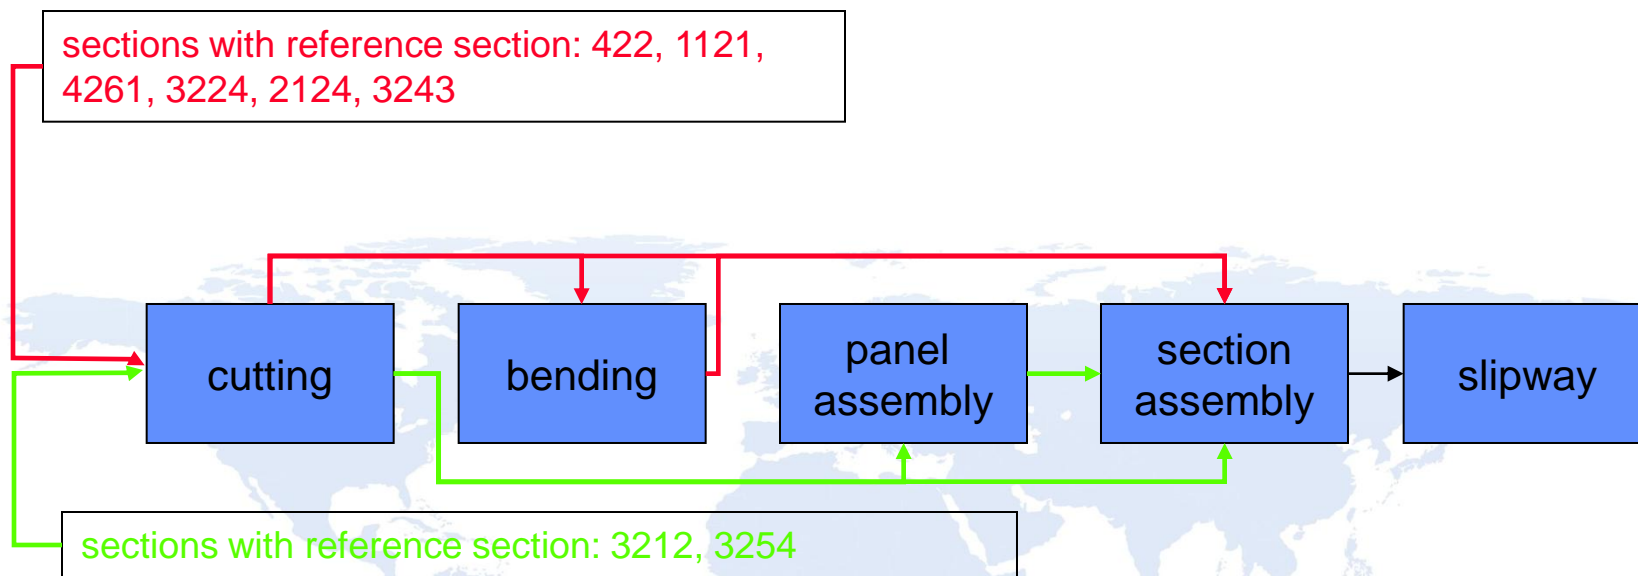 sections with reference section: 422, 1121,
4261, 3224, 2124, 3243
cutting
bending
panel
assembly
section
assembly
slipway
sections with reference section: 3212, 3254